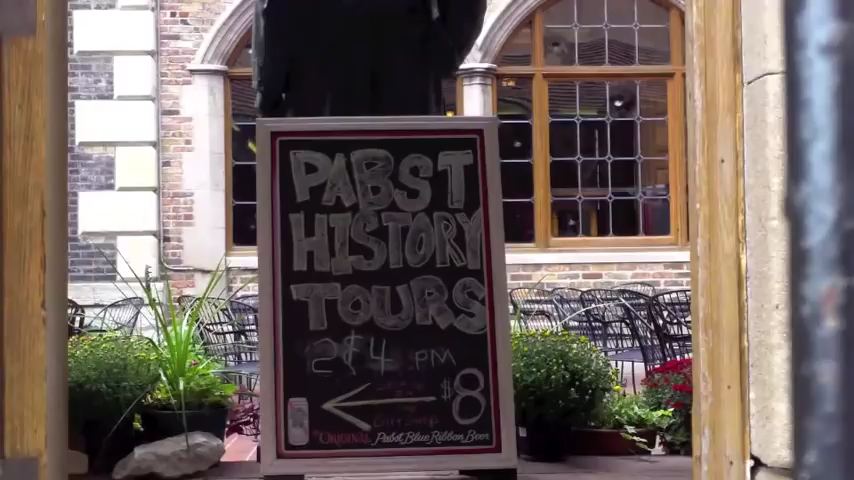 PABST
HISTORY
TOURS
2 & 4 PM
$8
"ORIGINAL Pabst Blue Ribbon Beer